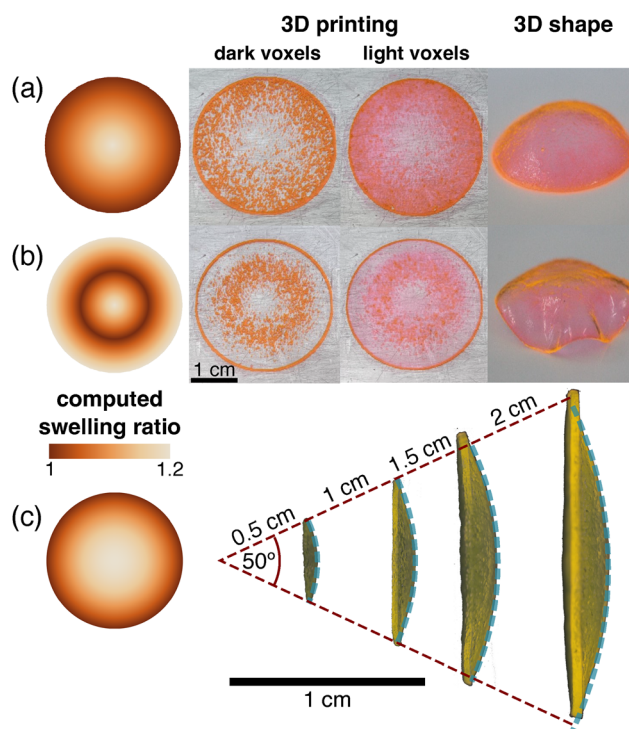 3D printing
3D shape
dark voxels
light voxels
(a)
(b)
1 cm
computed
swelling ratio
1
1.2
(c)
0.5 cm
1 cm
1.5 cm
2 cm
50º
1 cm